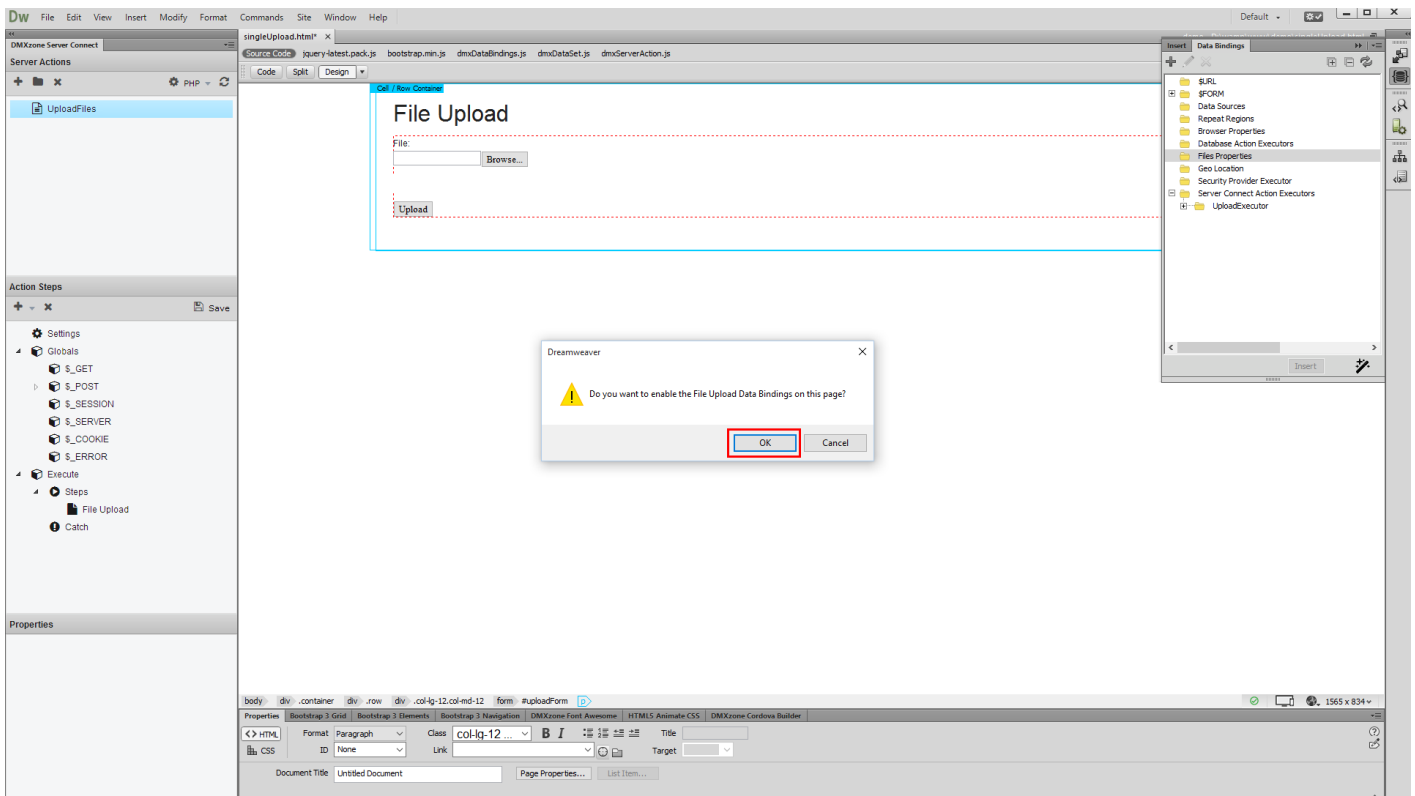 Dw File Edit View Insert Modify Format Commands Site Window Help Default
DMXzone Server Connect
Server Actions
PHP
UploadFiles
Action Steps
Save
Settings
Globals
$_GET
$_POST
$_SESSION
$_SERVER
$_COOKIE
$_ERROR
Execute
Steps
File Upload
Catch
Properties
singleUpload.html*
Source Code jquery-latest.pack.js bootstrap.min.js dmxDataBindings.js dmxDataSet.js dmxServerAction.js
Code Split Design
Cell / Row Container
File Upload
File:
Browse...
Upload
Dreamweaver
Do you want to enable the File Upload Data Bindings on this page?
OK Cancel
Insert Data Bindings
$URL
$FORM
Data Sources
Repeat Regions
Browser Properties
Database Action Executors
Files Properties
Geo Location
Security Provider Executor
Server Connect Action Executors
UploadExecutor
Insert
body div .container div .row div .col-lg-12.col-md-12 form #uploadForm p
1565 x 834
Properties Bootstrap 3 Grid Bootstrap 3 Elements Bootstrap 3 Navigation DMXzone Font Awesome HTML5 Animate CSS DMXzone Cordova Builder
<> HTML Format Paragraph Class col-lg-12 ... B I Title
CSS ID None Link Target
Document Title Untitled Document Page Properties... List Item...